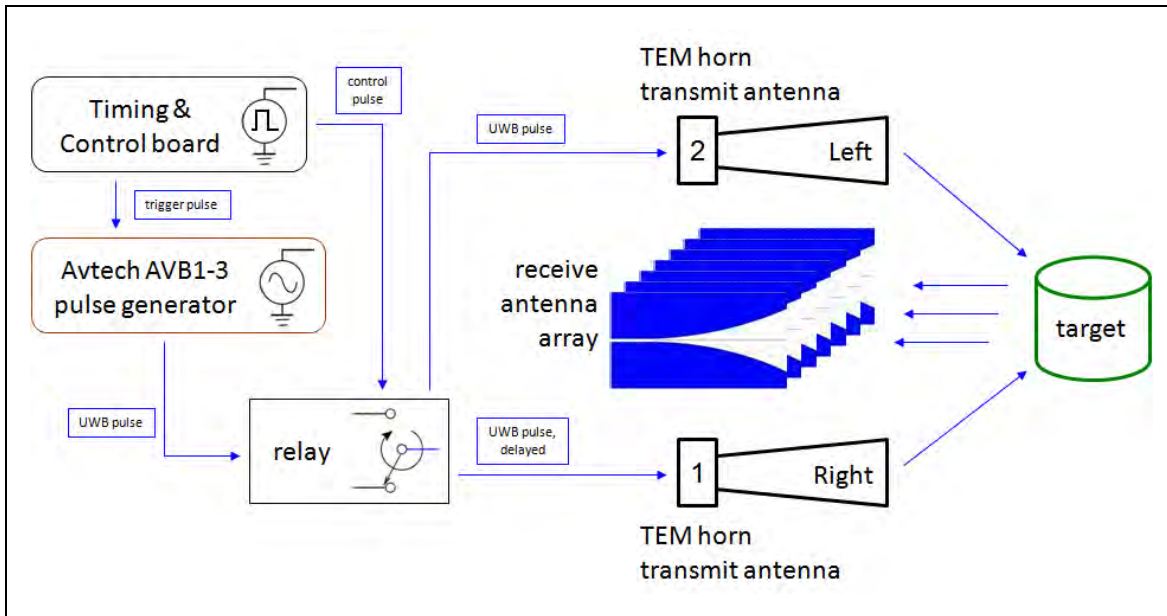 Timing &
Control board
control
pulse
trigger pulse
Avtech AVB1-3
pulse generator
UWB pulse
relay
UWB pulse
UWB pulse,
delayed
TEM horn
transmit antenna
2
Left
receive
antenna
array
target
1
Right
TEM horn
transmit antenna